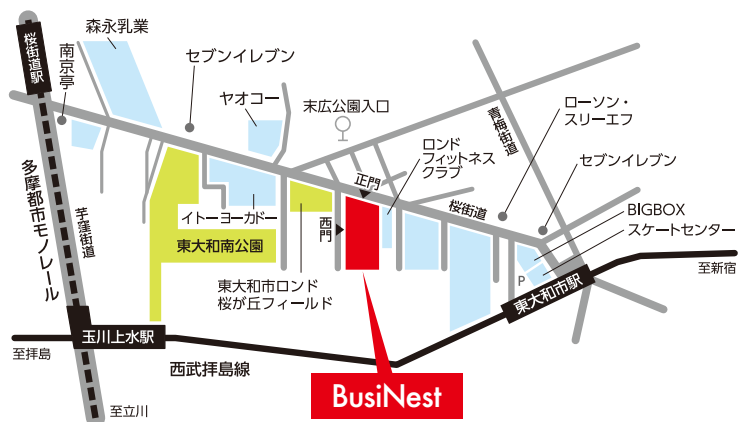 森永乳業
桜街道駅
南京亭
セブンイレブン
ヤオコー
末広公園入口
ロンド
フィットネス
クラブ
青梅街道
ローソン・
スリーエフ
セブンイレブン
正門
桜街道
多摩都市モノレール
芋窪街道
イトーヨーカドー
西門
BIGBOX
スケートセンター
東大和南公園
東大和市ロンド
桜が丘フィールド
P
東大和市駅
至新宿
玉川上水駅
至拝島
西武拝島線
BusiNest
至立川